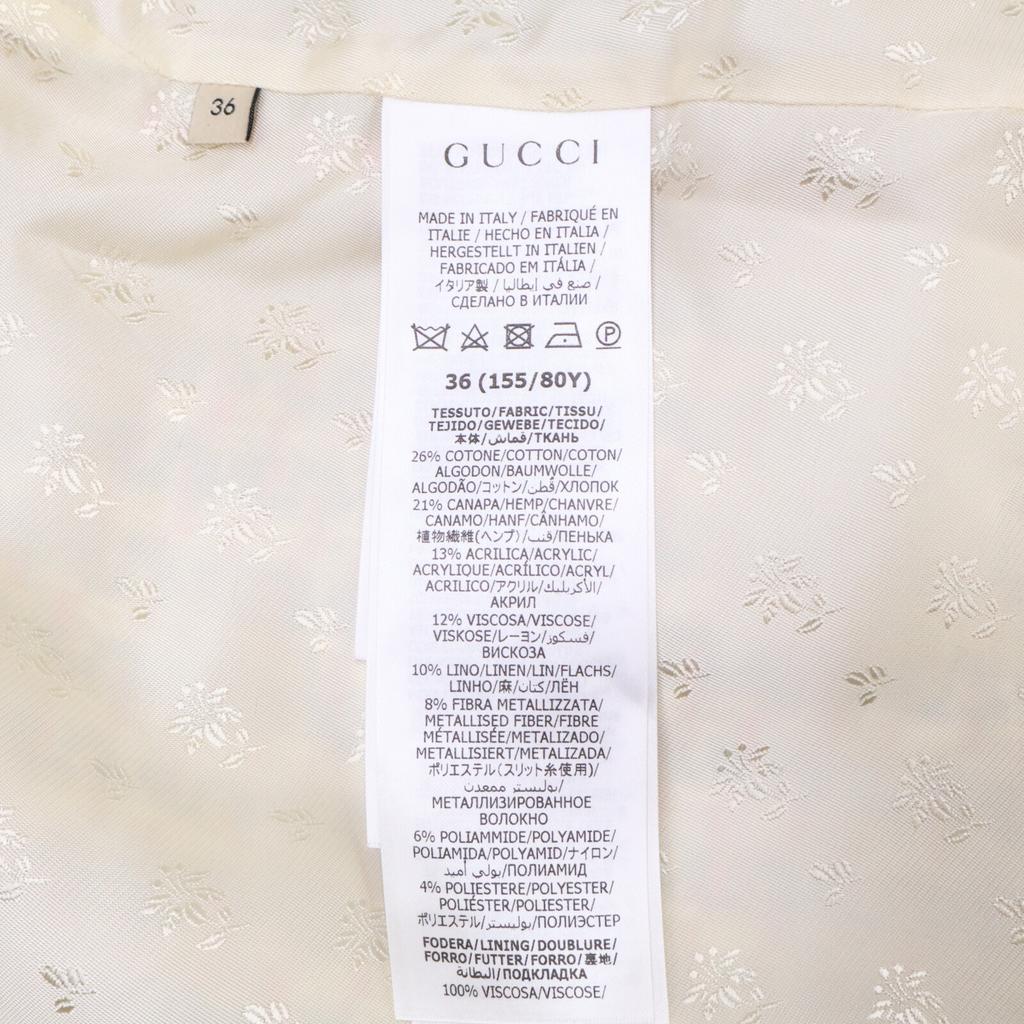 36
GUCCI
MADE IN ITALY / FABRIQUÉ EN
ITALIE / HECHO EN ITALIA /
HERGESTELLT IN ITALIEN /
FABRICADO EM ITÁLIA /
イタリア製 / صنع في إيطاليا /
СДЕЛАНО В ИТАЛИИ
P
36 (155/80Y)
TESSUTO/FABRIC/TISSU/
TEJIDO/GEWEBE/TECIDO/
本体/قماش/ТКАНЬ
26% COTONE/COTTON/COTON/
ALGODON/BAUMWOLLE/
ALGODÃO/コットン/قطن/ХЛОПОК
21% CANAPA/HEMP/CHANVRE/
CANAMO/HANF/CÂNHAMO/
植物繊維(ヘンプ)/قنب/ПЕНЬКА
13% ACRILICA/ACRYLIC/
ACRYLIQUE/ACRÍLICO/ACRYL/
ACRILICO/アクリル/الأكريليك/
АКРИЛ
12% VISCOSA/VISCOSE/
VISKOSE/レーヨン/فسكوز/
ВИСКОЗА
10% LINO/LINEN/LIN/FLACHS/
LINHO/麻/كتان/ЛЁН
8% FIBRA METALLIZZATA/
METALLISED FIBER/FIBRE
MÉTALLISÉE/METALIZADO/
METALLISIERT/METALIZADA/
ポリエステル(スリット糸使用)/
بوليستر ممعدن/
МЕТАЛЛИЗИРОВАННОЕ
ВОЛОКНО
6% POLIAMMIDE/POLYAMIDE/
POLIAMIDA/POLYAMID/ナイロン/
بولي أميد/ПОЛИАМИД
4% POLIESTERE/POLYESTER/
POLIÉSTER/POLIESTER/
ポリエステル/بوليستر/ПОЛИЭСТЕР
FODERA/LINING/DOUBLURE/
FORRO/FUTTER/FORRO/裏地/
البطانة/ПОДКЛАДКА
100% VISCOSA/VISCOSE/